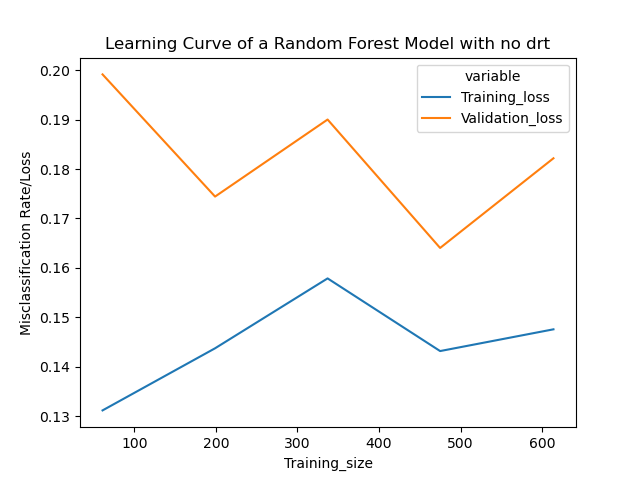 Learning Curve of a Random Forest Model with no drt
variable
Training_loss
Validation_loss
0.20
0.19
0.18
0.17
0.16
0.15
0.14
0.13
Misclassification Rate/Loss
100 200 300 400 500 600
Training_size